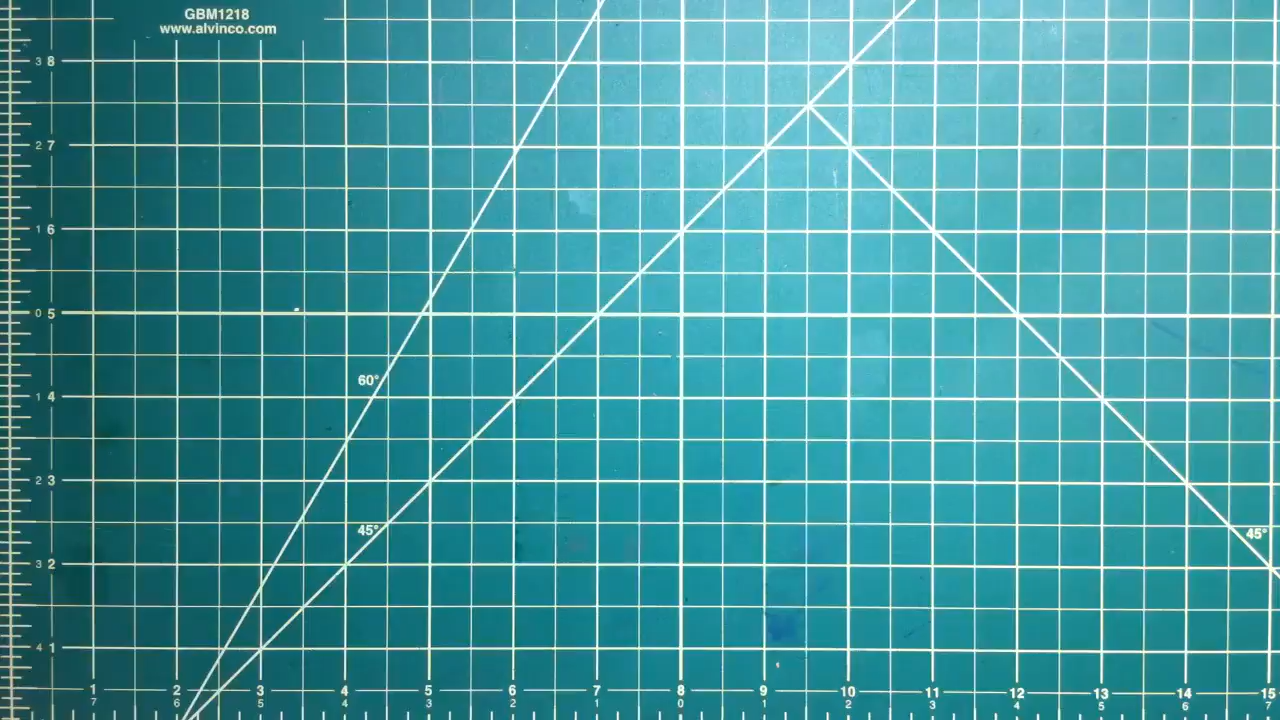 GBM1218
www.alvinco.com
3 8
2 7
1 6
0 5
60°
1 4
2 3
45°
45°
3 2
4 1
1 2 3 4 5 6 7 8 9 10 11 12 13 14 15
7 6 5 4 3 2 1 0 1 2 3 4 5 6 7